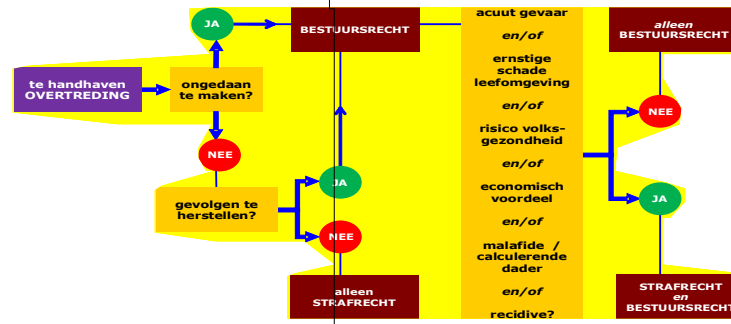 te handhaven
OVERTREDING
ongedaan
te maken?
JA
NEE
gevolgen te
herstellen?
JA
NEE
BESTUURSRECHT
alleen
STRAFRECHT
acuut gevaar
en/of
ernstige
schade
leefomgeving
en/of
risico volks-
gezondheid
en/of
economisch
voordeel
en/of
malafide /
calculerende
dader
en/of
recidive?
NEE
JA
alleen
BESTUURSRECHT
STRAFRECHT
en
BESTUURSRECHT